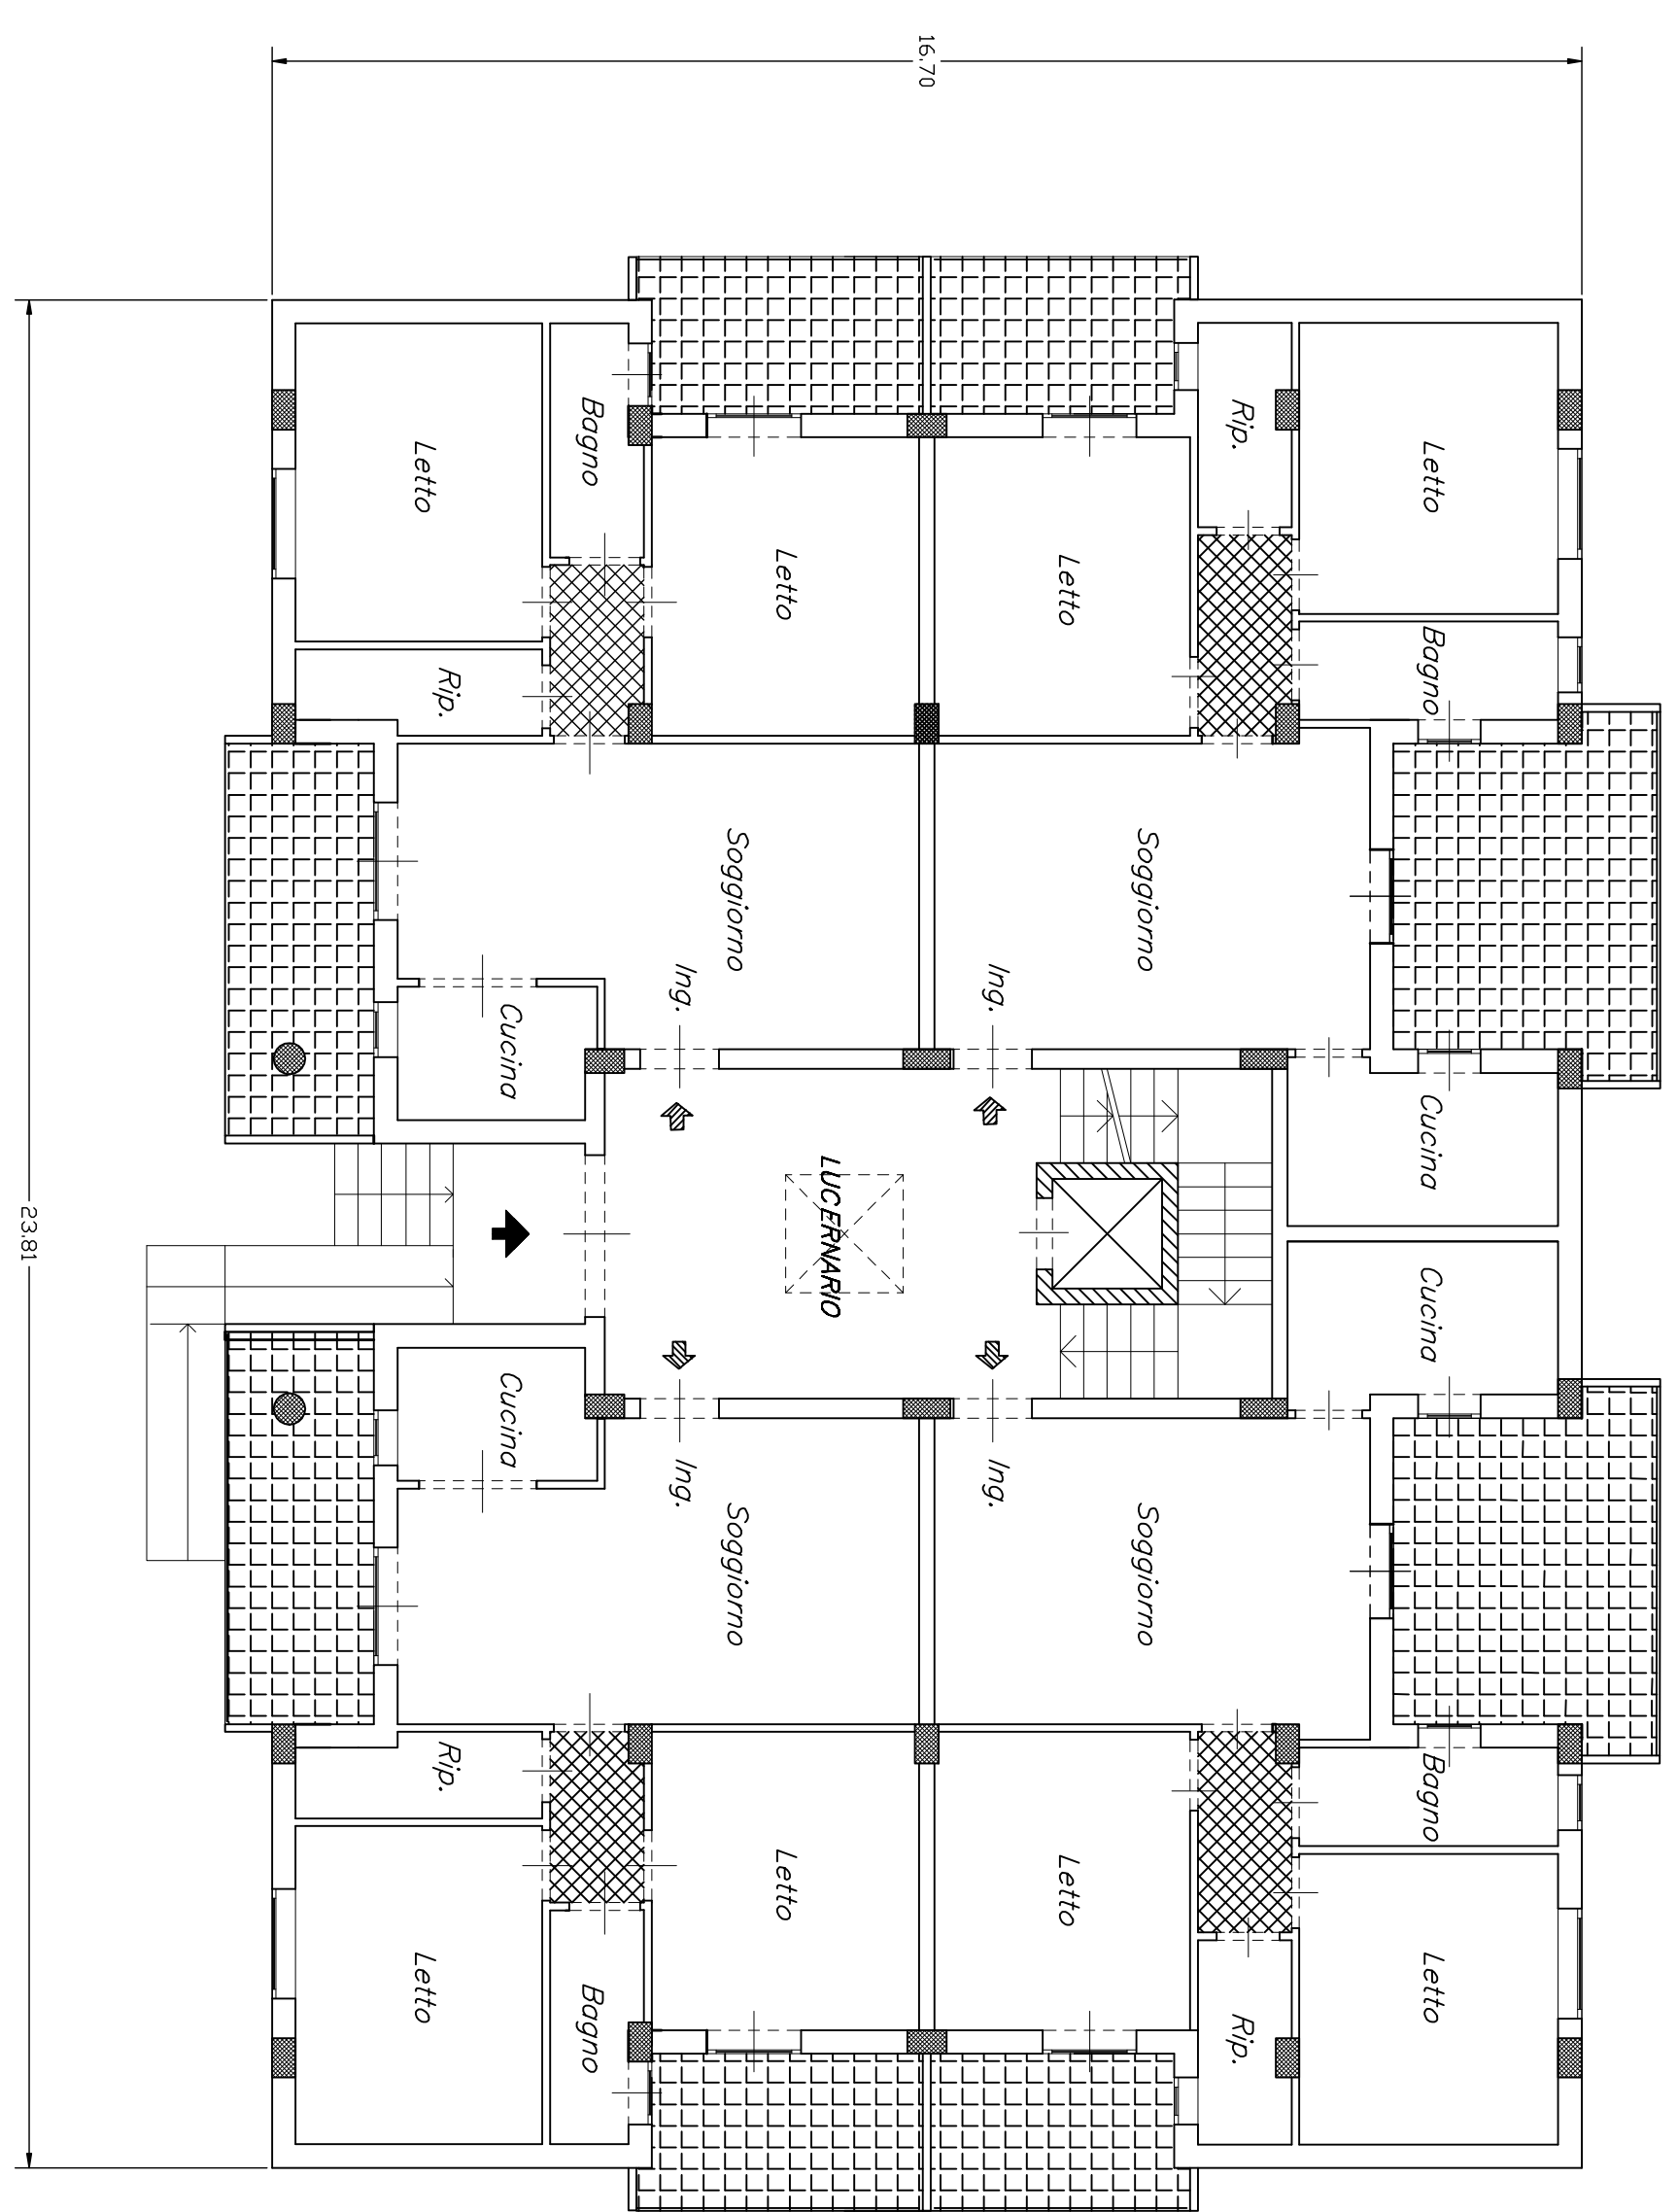 Letto
Bagno
Cucina
Cucina
Bagno
Letto
Rip.
Rip.
Soggiorno
Soggiorno
Letto
Letto
Ing.
Ing.
16,70
LUCERNARIO
Letto
Letto
Soggiorno
Soggiorno
Ing.
Ing.
Bagno
Bagno
Cucina
Cucina
Rip.
Rip.
Letto
Letto
23,81